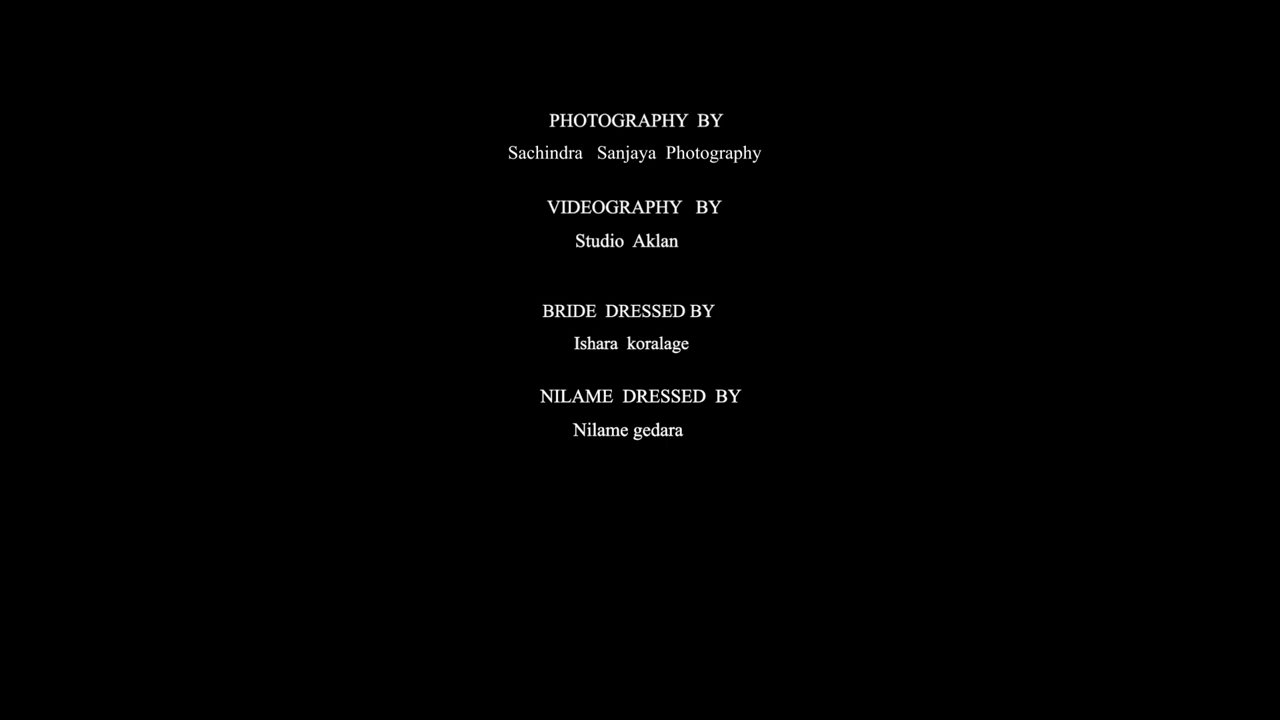 PHOTOGRAPHY BY
Sachindra Sanjaya Photography
VIDEOGRAPHY BY
Studio Aklan
BRIDE DRESSED BY
Ishara koralage
NILAME DRESSED BY
Nilame gedara